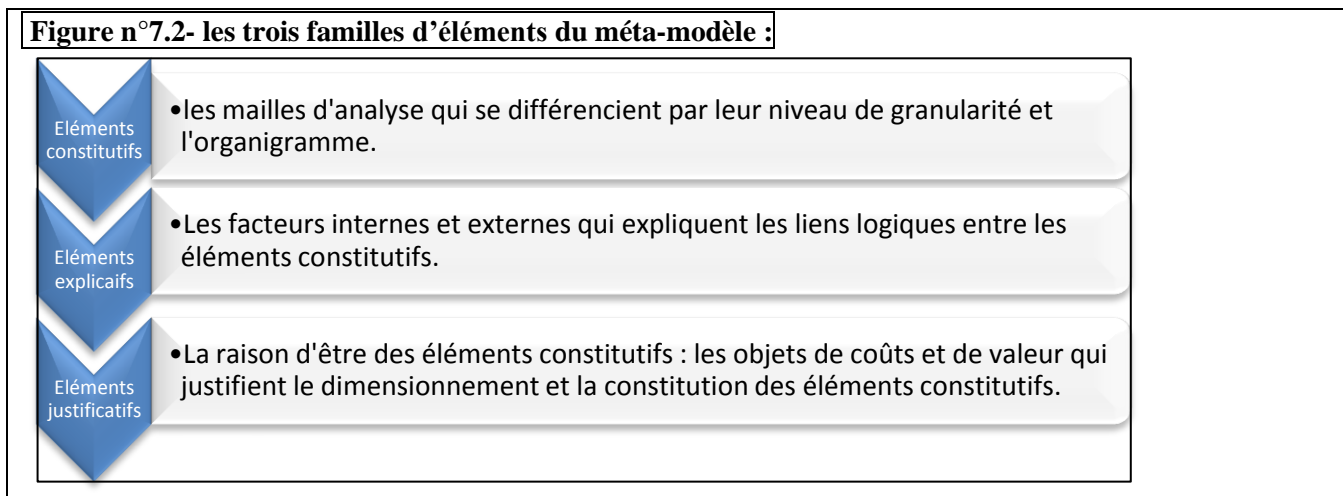 Figure n°7.2- les trois familles d'éléments du méta-modèle :
Eléments
constitutifs
•les mailles d'analyse qui se différencient par leur niveau de granularité et
l'organigramme.
Eléments
explicaifs
•Les facteurs internes et externes qui expliquent les liens logiques entre les
éléments constitutifs.
Eléments
justificatifs
•La raison d'être des éléments constitutifs : les objets de coûts et de valeur qui
justifient le dimensionnement et la constitution des éléments constitutifs.